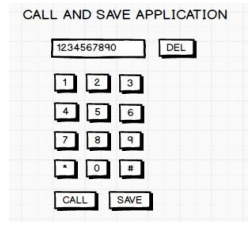 CALL AND SAVE APPLICATION
1234567890 DEL
1 2 3
4 5 6
7 8 9
* 0 #
CALL SAVE